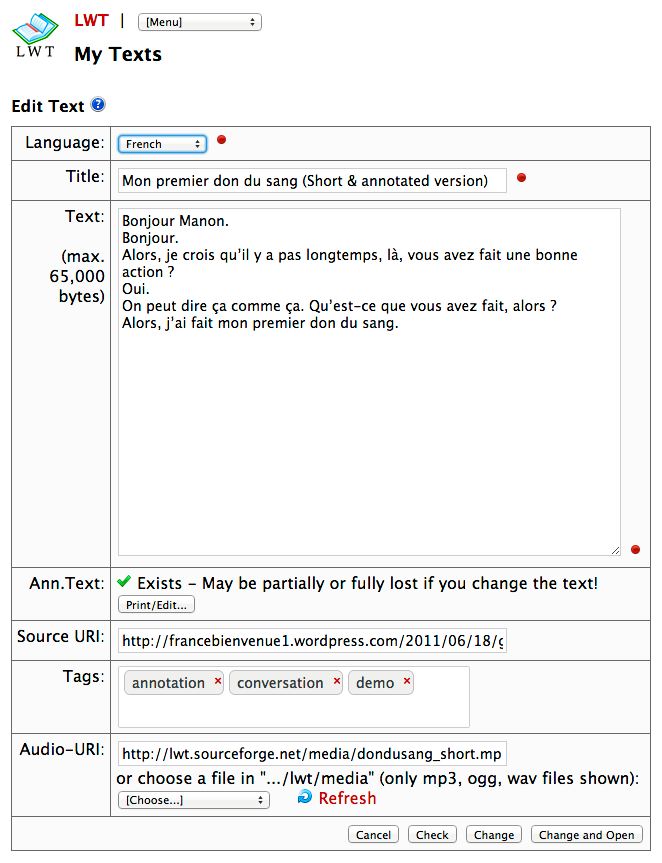 LWT | [Menu]
LWT
My Texts
Edit Text ?
Language: French
Title: Mon premier don du sang (Short & annotated version)
Text:
(max.
65,000
bytes)
Bonjour Manon.
Bonjour.
Alors, je crois qu’il y a pas longtemps, là, vous avez fait une bonne
action ?
Oui.
On peut dire ça comme ça. Qu’est-ce que vous avez fait, alors ?
Alors, j’ai fait mon premier don du sang.
Ann.Text: Exists – May be partially or fully lost if you change the text!
Print/Edit...
Source URI: http://francebienvenue1.wordpress.com/2011/06/18/g
Tags: annotation × conversation × demo ×
Audio-URI: http://lwt.sourceforge.net/media/dondusang_short.mp
or choose a file in ".../lwt/media" (only mp3, ogg, wav files shown):
[Choose...] Refresh
Cancel Check Change Change and Open